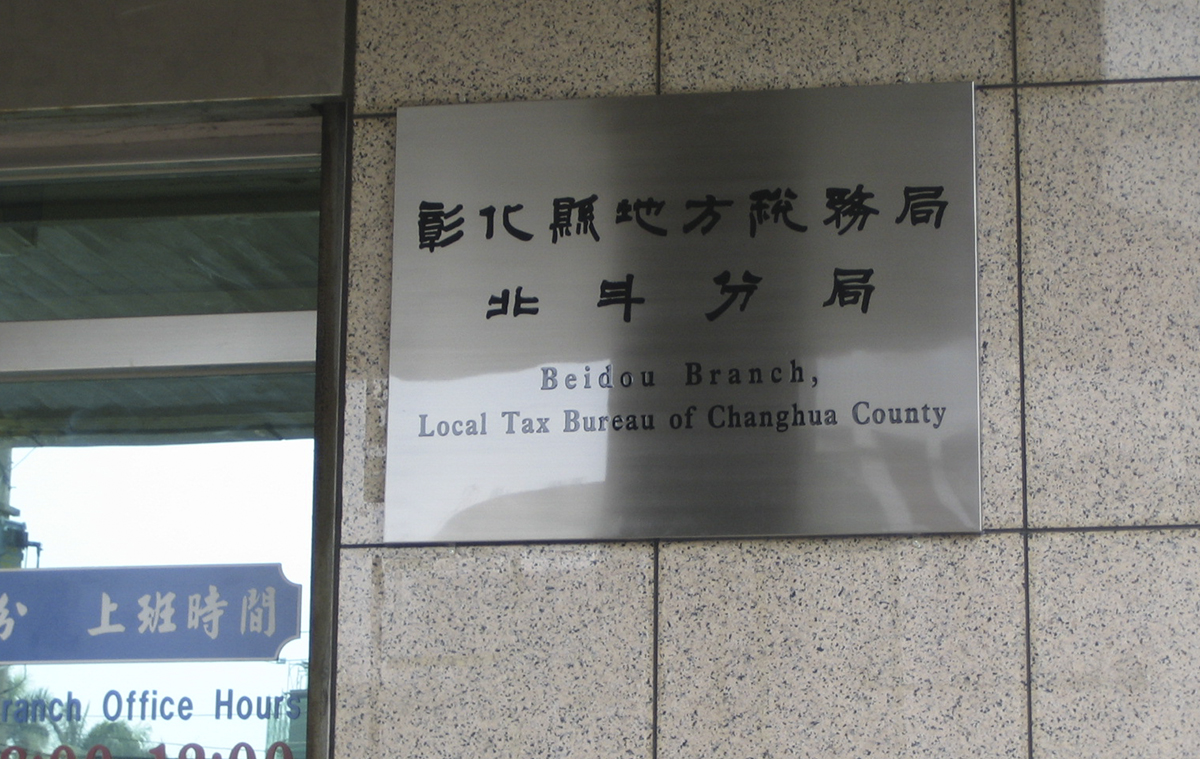 彰化縣地方稅務局
北斗分局
Beidou Branch,
Local Tax Bureau of Changhua County
上班時間
Office Hours